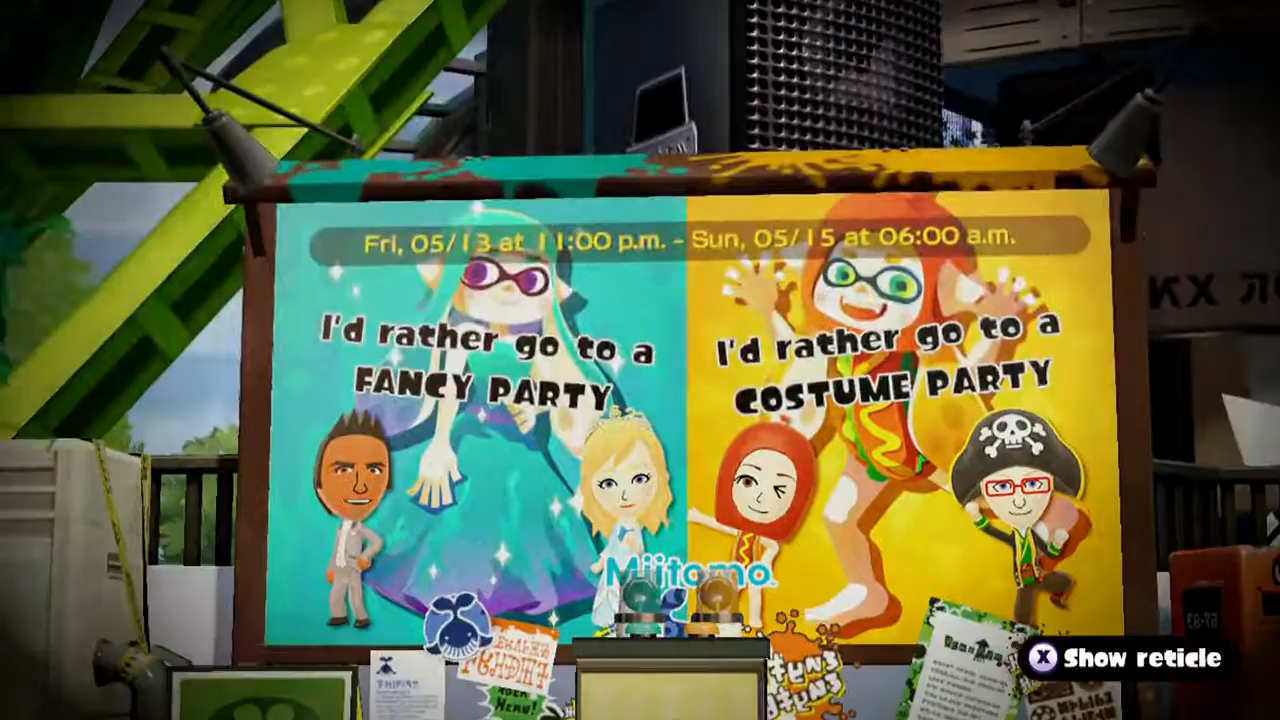 Fri, 05/13 at 11:00 p.m. - Sun, 05/15 at 06:00 a.m.
I'd rather go to a
FANCY PARTY
I'd rather go to a
COSTUME PARTY
Miitomo
X Show reticle